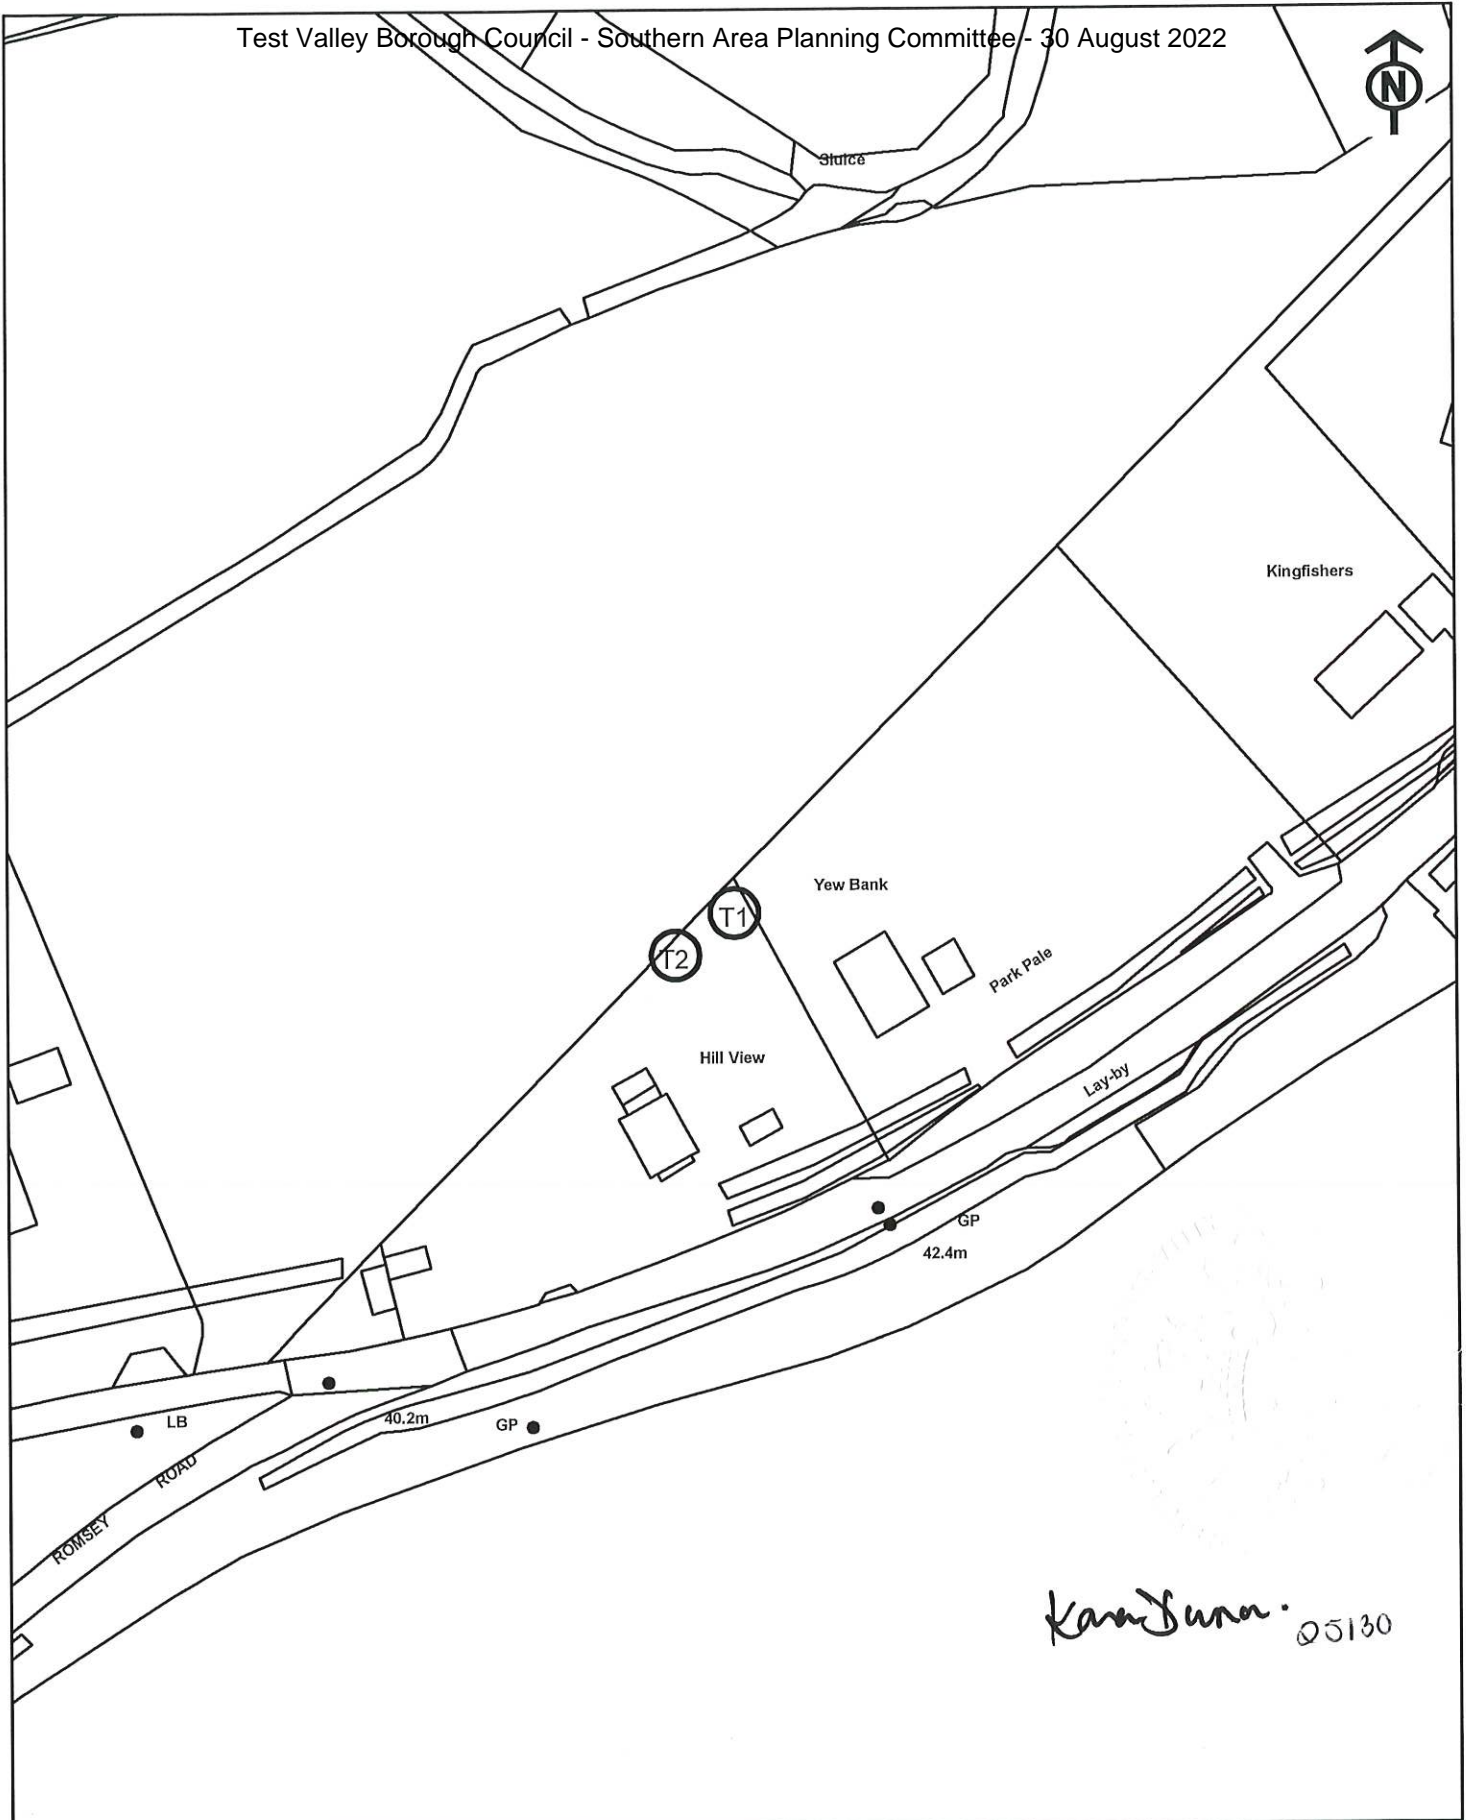 Test Valley Borough Council - Southern Area Planning Committee - 30 August 2022
N
Sluice
Kingfishers
Yew Bank
T1
T2
Park Pale
Hill View
Lay-by
GP
42.4m
40.2m
GP
LB
ROMSEY ROAD
05130